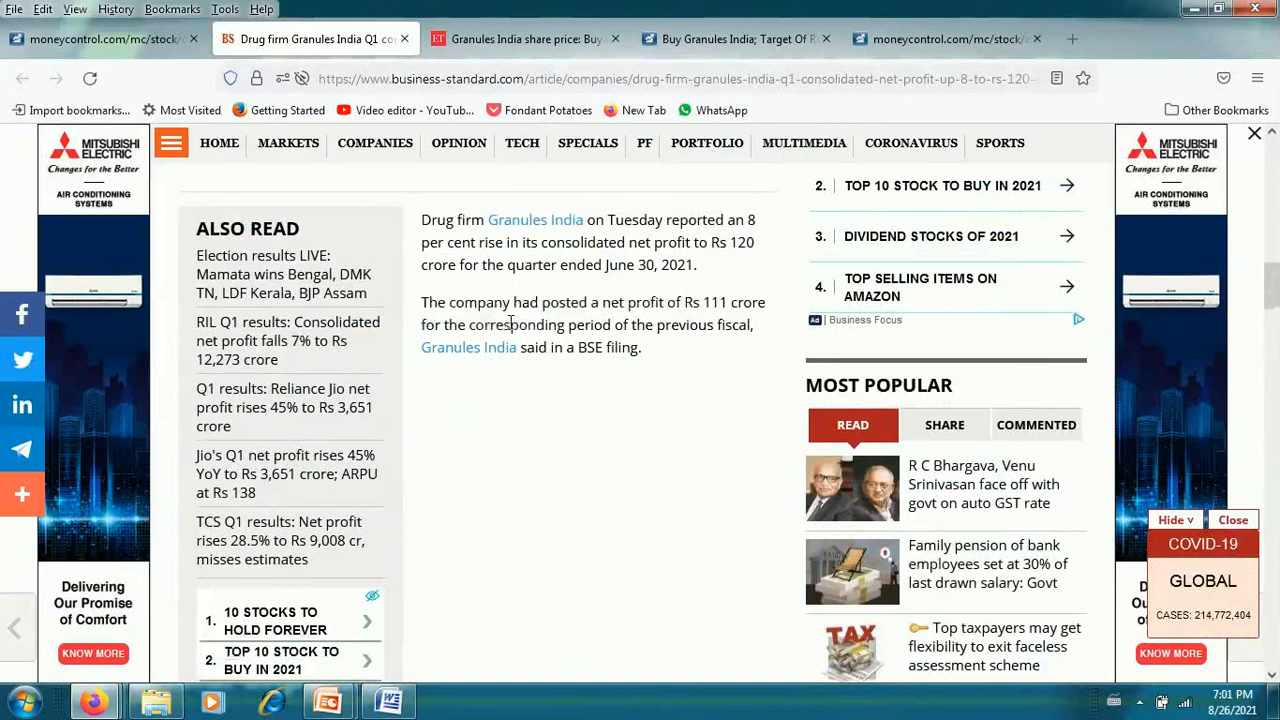 File Edit View History Bookmarks Tools Help
moneycontrol.com/mc/stock/c
BS Drug firm Granules India Q1 co
ET Granules India share price: Buy
Buy Granules India; Target Of R
moneycontrol.com/mc/stock/c
https://www.business-standard.com/article/companies/drug-firm-granules-india-q1-consolidated-net-profit-up-8-to-rs-120-
Import bookmarks... Most Visited Getting Started Video editor - YouTub... Fondant Potatoes New Tab WhatsApp Other Bookmarks
MITSUBISHI
ELECTRIC
Changes for the Better
AIR CONDITIONING
SYSTEMS
Delivering
Our Promise
of Comfort
KNOW MORE
HOME MARKETS COMPANIES OPINION TECH SPECIALS PF PORTFOLIO MULTIMEDIA CORONAVIRUS SPORTS
ALSO READ
Election results LIVE:
Mamata wins Bengal, DMK
TN, LDF Kerala, BJP Assam
RIL Q1 results: Consolidated
net profit falls 7% to Rs
12,273 crore
Q1 results: Reliance Jio net
profit rises 45% to Rs 3,651
crore
Jio's Q1 net profit rises 45%
YoY to Rs 3,651 crore; ARPU
at Rs 138
TCS Q1 results: Net profit
rises 28.5% to Rs 9,008 cr,
misses estimates
1. 10 STOCKS TO
HOLD FOREVER
2. TOP 10 STOCK TO
BUY IN 2021
Drug firm Granules India on Tuesday reported an 8
per cent rise in its consolidated net profit to Rs 120
crore for the quarter ended June 30, 2021.
The company had posted a net profit of Rs 111 crore
for the corresponding period of the previous fiscal,
Granules India said in a BSE filing.
2. TOP 10 STOCK TO BUY IN 2021
3. DIVIDEND STOCKS OF 2021
4. TOP SELLING ITEMS ON
AMAZON
Ad Business Focus
MOST POPULAR
READ SHARE COMMENTED
R C Bhargava, Venu
Srinivasan face off with
govt on auto GST rate
Family pension of bank
employees set at 30% of
last drawn salary: Govt
TAX
Top taxpayers may get
flexibility to exit faceless
assessment scheme
MITSUBISHI
ELECTRIC
Changes for the Better
AIR CONDITIONING
SYSTEMS
Hide v Close
COVID-19
GLOBAL
CASES: 214,772,404
KNOW MORE
7:01 PM
8/26/2021